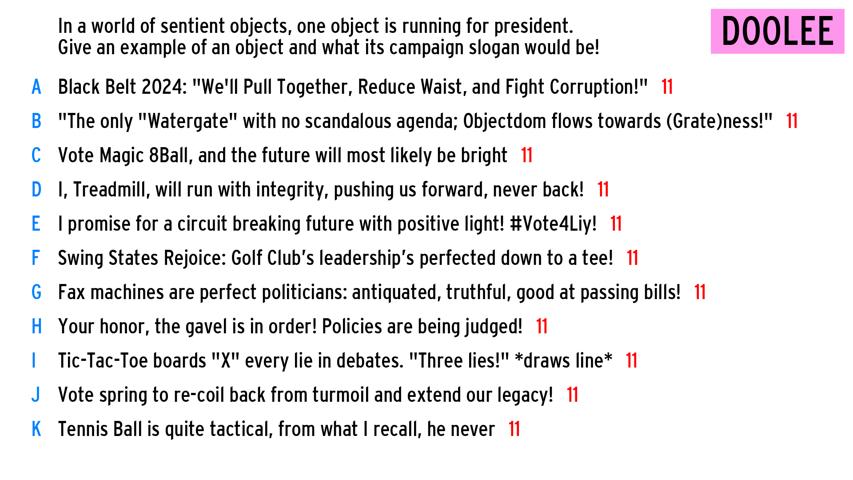 In a world of sentient objects, one object is running for president.
Give an example of an object and what its campaign slogan would be!
DOOLEE
A Black Belt 2024: "We'll Pull Together, Reduce Waist, and Fight Corruption!" 11
B "The only "Watergate" with no scandalous agenda; Objectdom flows towards (Grate)ness!" 11
C Vote Magic 8Ball, and the future will most likely be bright 11
D I, Treadmill, will run with integrity, pushing us forward, never back! 11
E I promise for a circuit breaking future with positive light! #Vote4Liy! 11
F Swing States Rejoice: Golf Club's leadership's perfected down to a tee! 11
G Fax machines are perfect politicians: antiquated, truthful, good at passing bills! 11
H Your honor, the gavel is in order! Policies are being judged! 11
I Tic-Tac-Toe boards "X" every lie in debates. "Three lies!" *draws line* 11
J Vote spring to re-coil back from turmoil and extend our legacy! 11
K Tennis Ball is quite tactical, from what I recall, he never 11